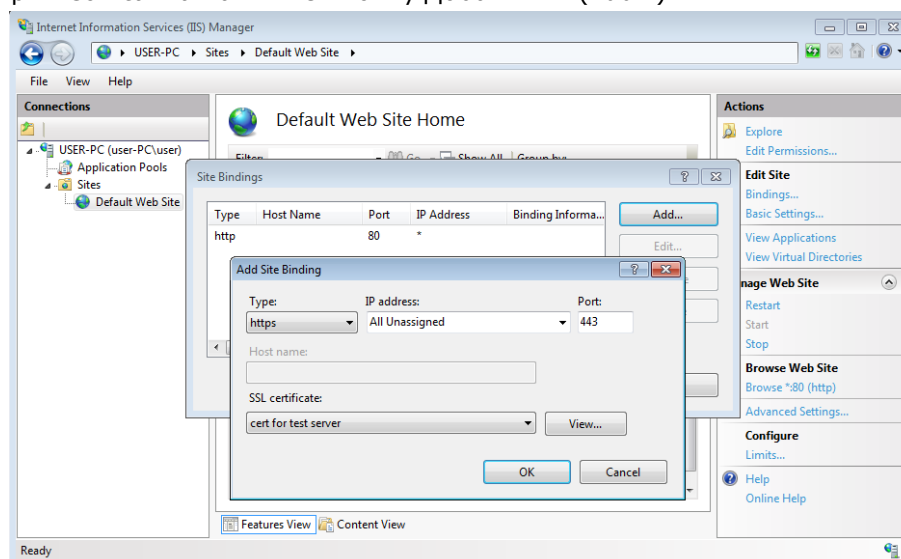 Internet Information Services (IIS) Manager
USER-PC Sites Default Web Site
File View Help
Connections
USER-PC (user-PC\user)
Application Pools
Sites
Default Web Site
Default Web Site Home
Show All Group by:
Site Bindings
Type Host Name Port IP Address Binding Informa...
http 80 *
Add...
Edit...
Add Site Binding
Type: IP address: Port:
https All Unassigned 443
Host name:
SSL certificate:
cert for test server View...
OK Cancel
Features View Content View
Actions
Explore
Edit Permissions...
Edit Site
Bindings...
Basic Settings...
View Applications
View Virtual Directories
Restart
Start
Stop
Browse Web Site
Browse *:80 (http)
Advanced Settings...
Configure
Limits...
Help
Online Help
Ready